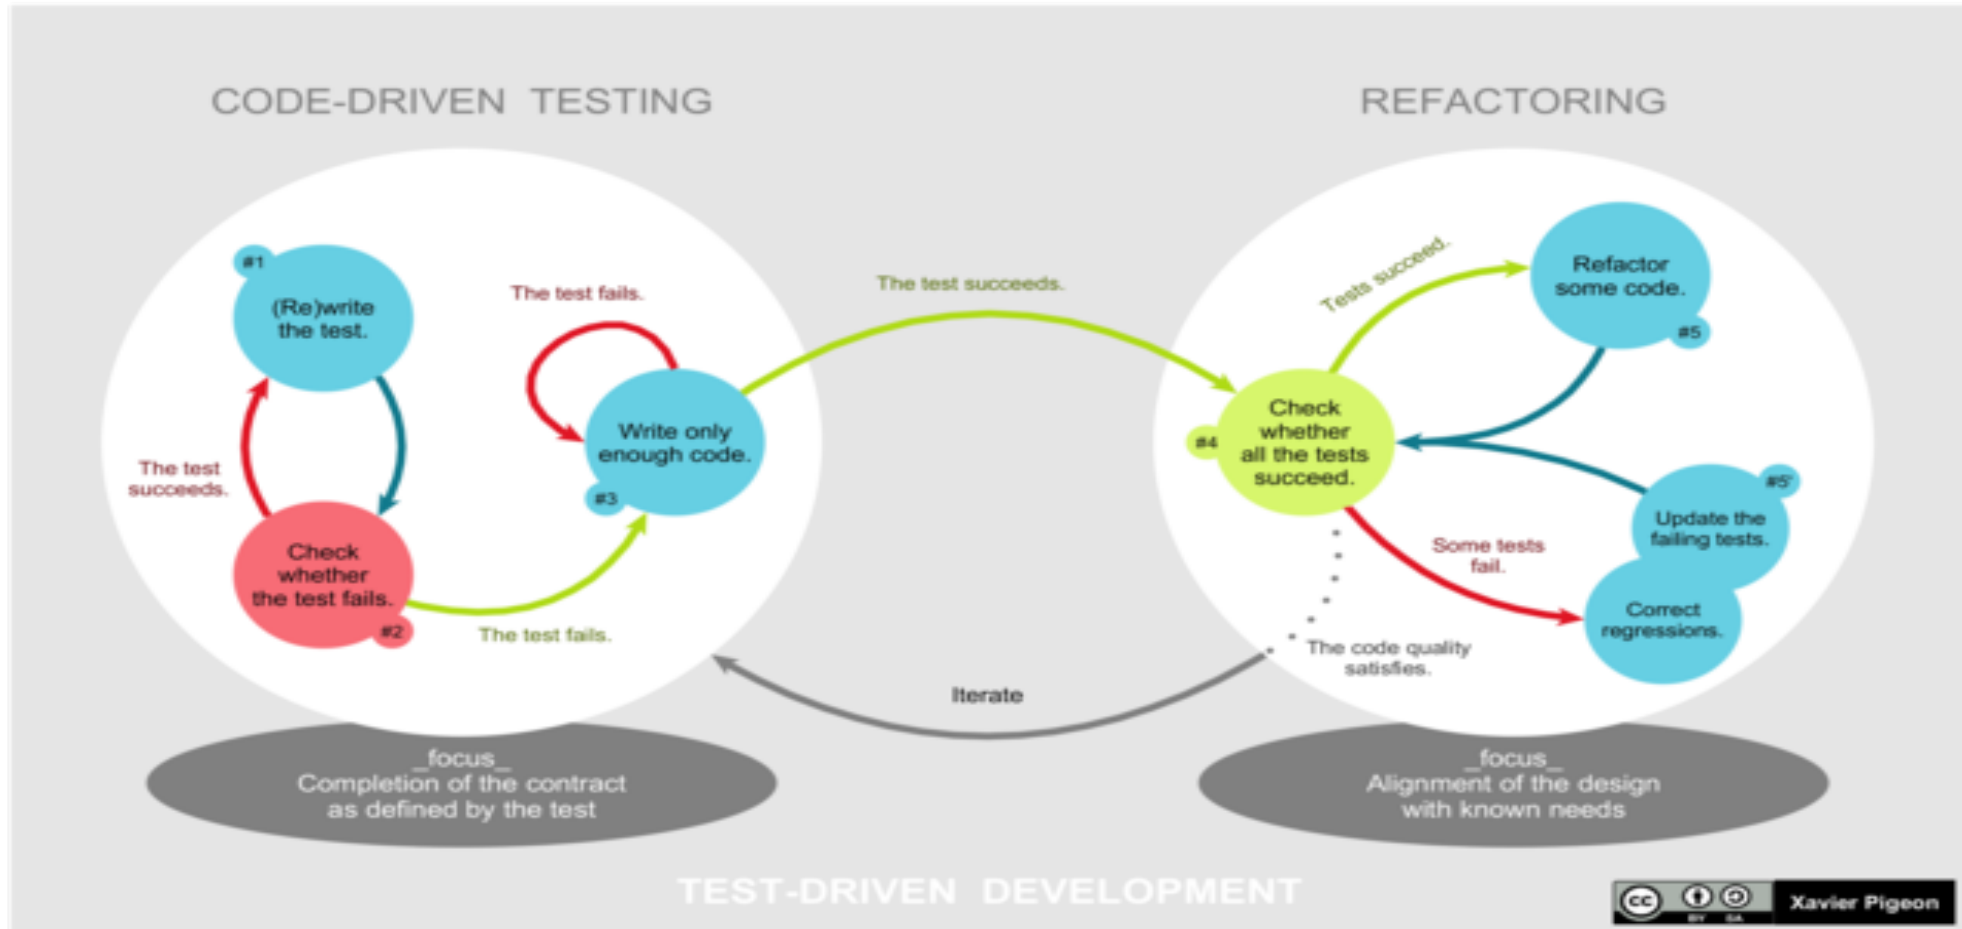 CODE-DRIVEN TESTING
REFACTORING
#1
(Re)write
the test.
The test fails.
The test succeeds.
Tests succeed.
Refactor
some code.
#5
The test
succeeds.
Write only
enough code.
#3
Check
whether
all the tests
succeed.
#4
#5'
Update the
failing tests.
Check
whether
the test fails.
#2
The test fails.
Some tests
fail.
Correct
regressions.
The code quality
satisfies.
Iterate
_focus_
Completion of the contract
as defined by the test
_focus_
Alignment of the design
with known needs
TEST-DRIVEN DEVELOPMENT
cc
BY SA
Xavier Pigeon